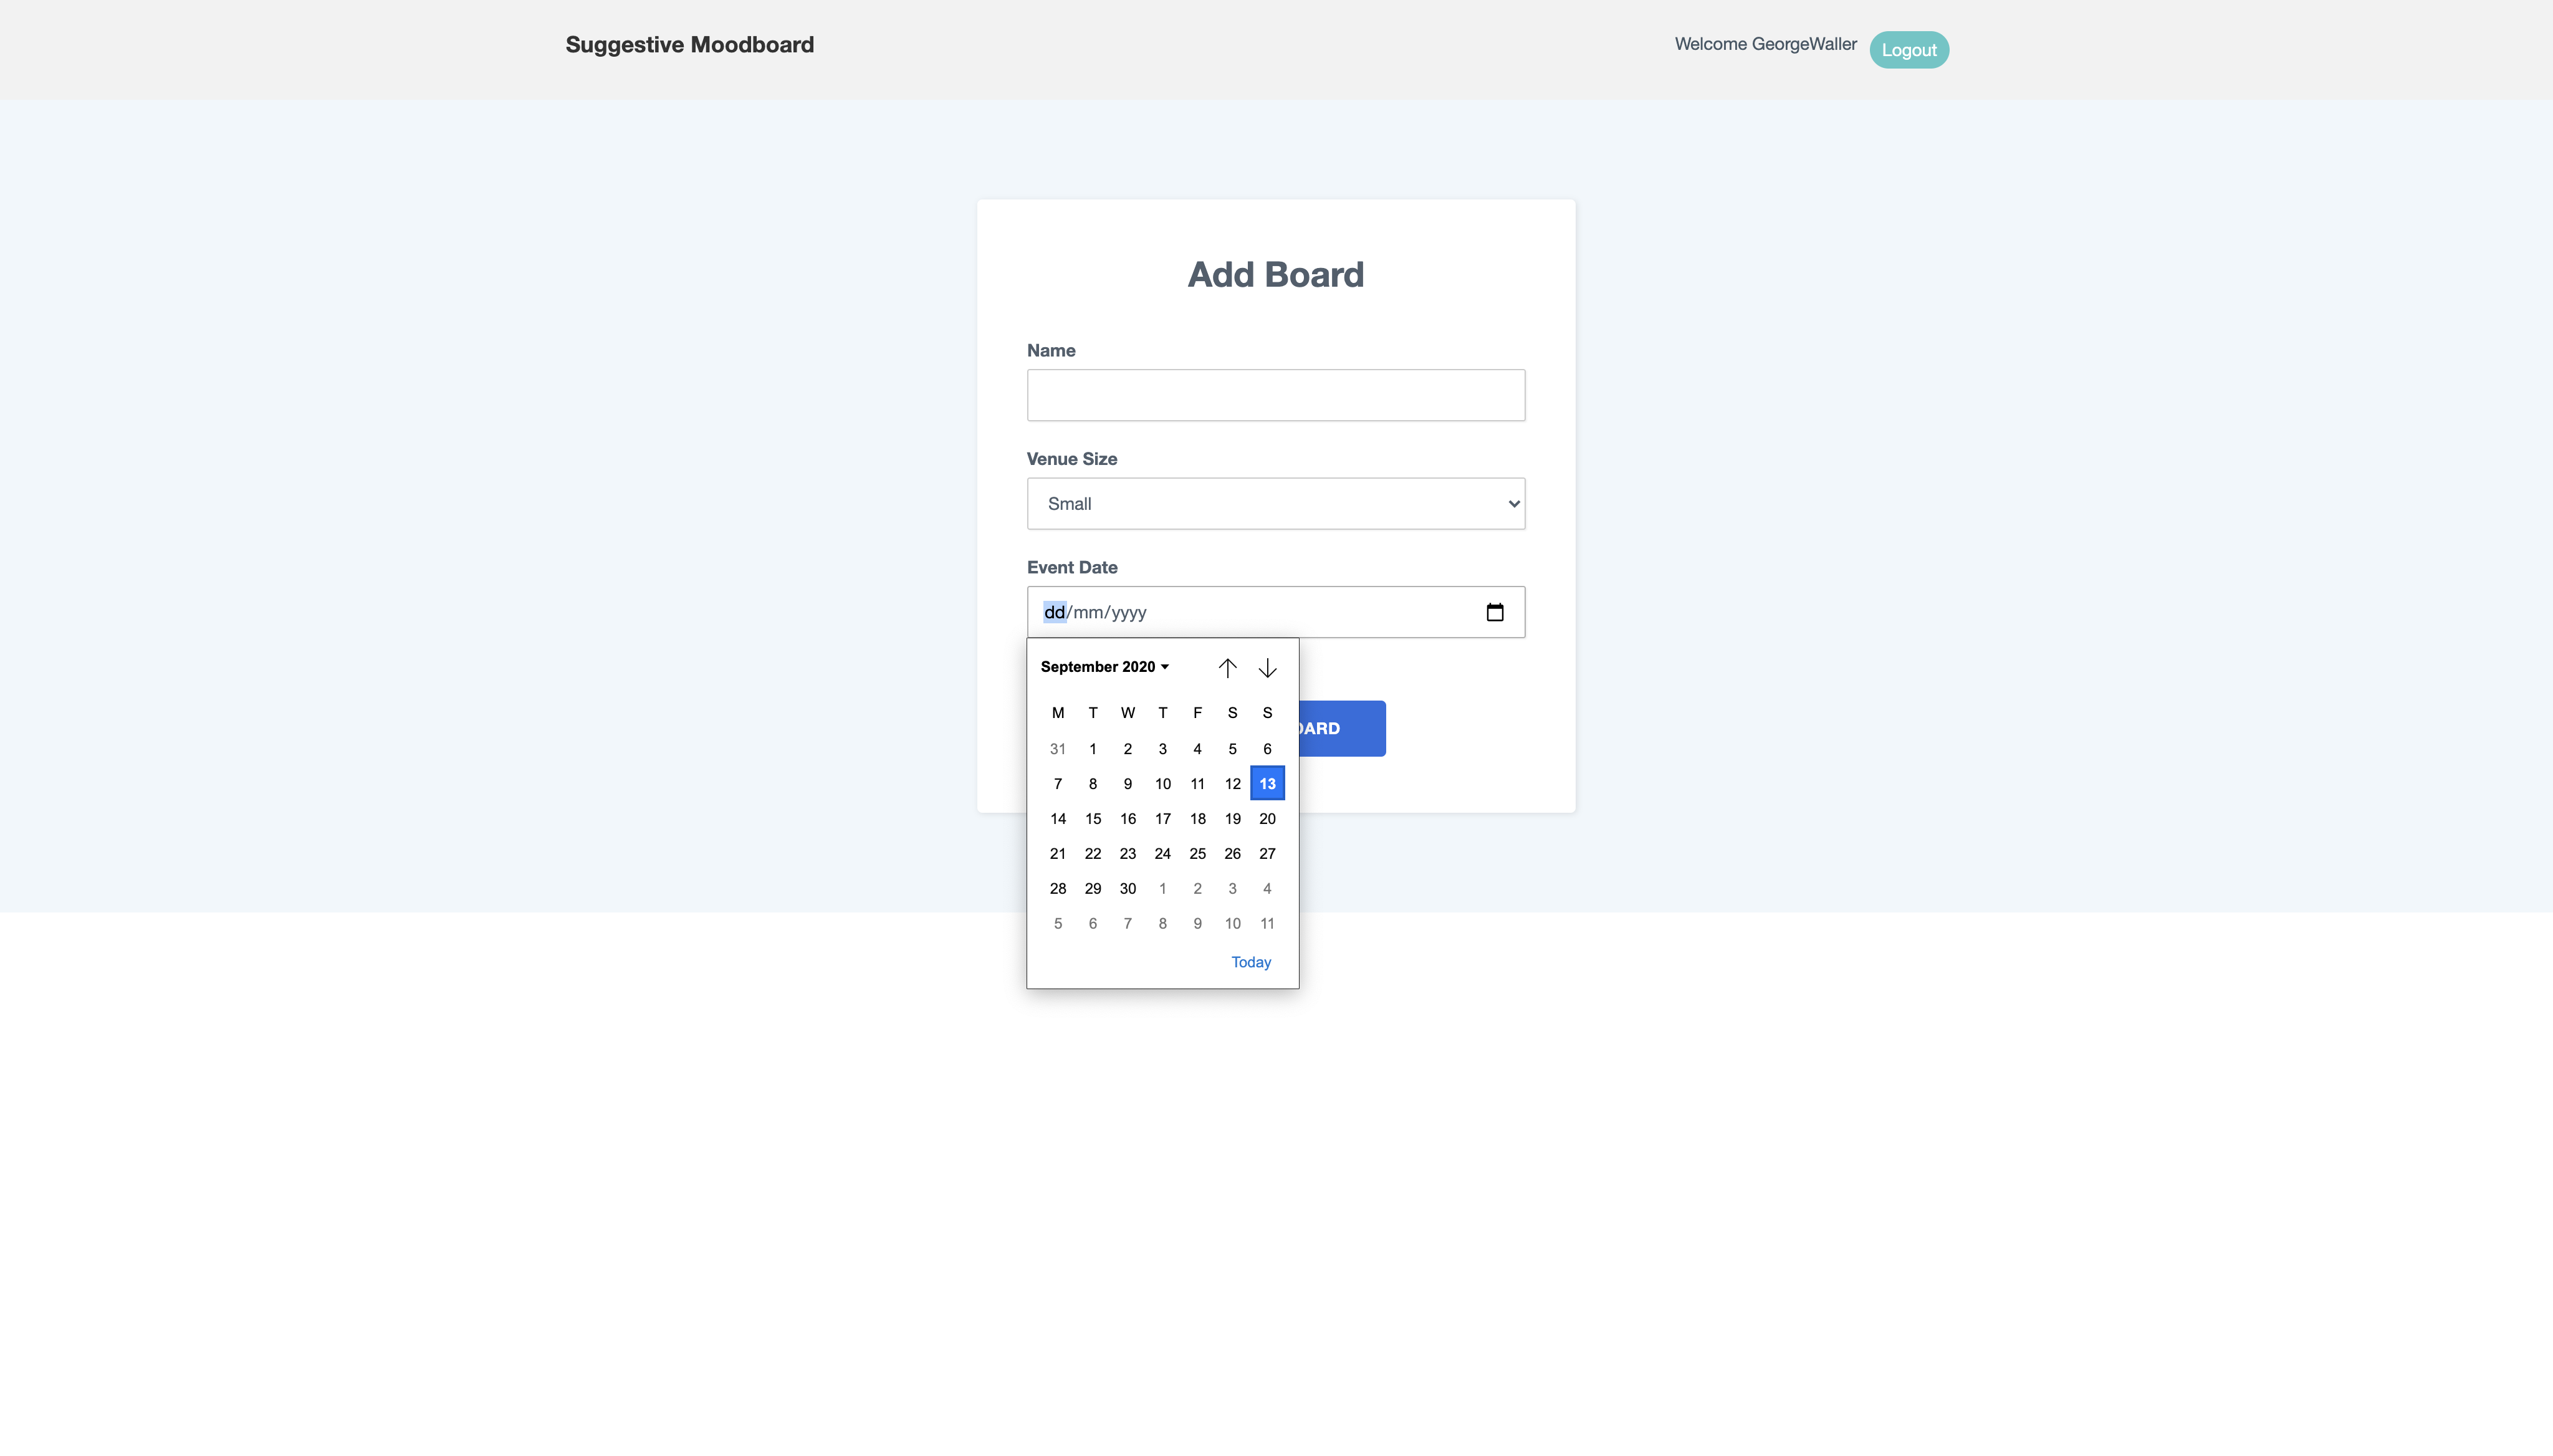 Suggestive Moodboard
Welcome GeorgeWaller Logout
Add Board
Name
Venue Size
Small
Event Date
dd/mm/yyyy
September 2020
M T W T F S S
31 1 2 3 4 5 6
7 8 9 10 11 12 13
14 15 16 17 18 19 20
21 22 23 24 25 26 27
28 29 30 1 2 3 4
5 6 7 8 9 10 11
Today